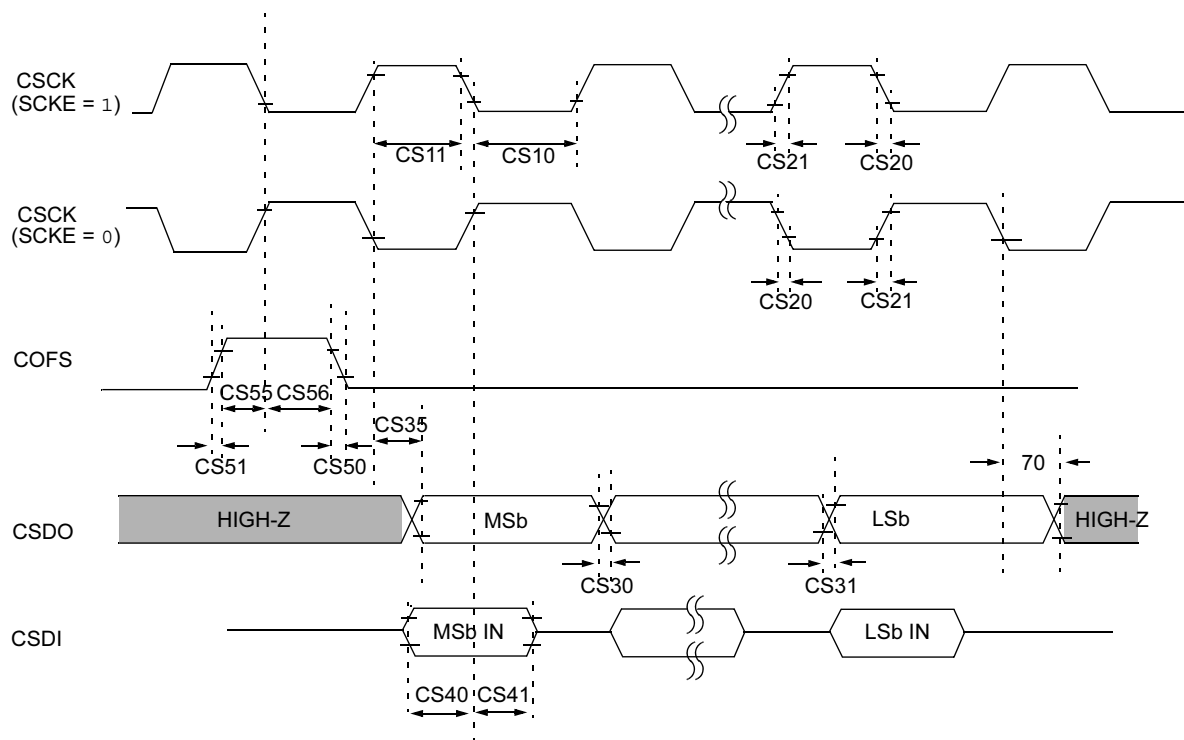 CSCK
(SCKE = 1)
CS11
CS10
CS21
CS20
CSCK
(SCKE = 0)
CS20
CS21
COFS
CS55
CS56
CS35
CS51
CS50
70
CSDO
HIGH-Z
MSb
LSb
HIGH-Z
CS30
CS31
CSDI
MSb IN
LSb IN
CS40
CS41